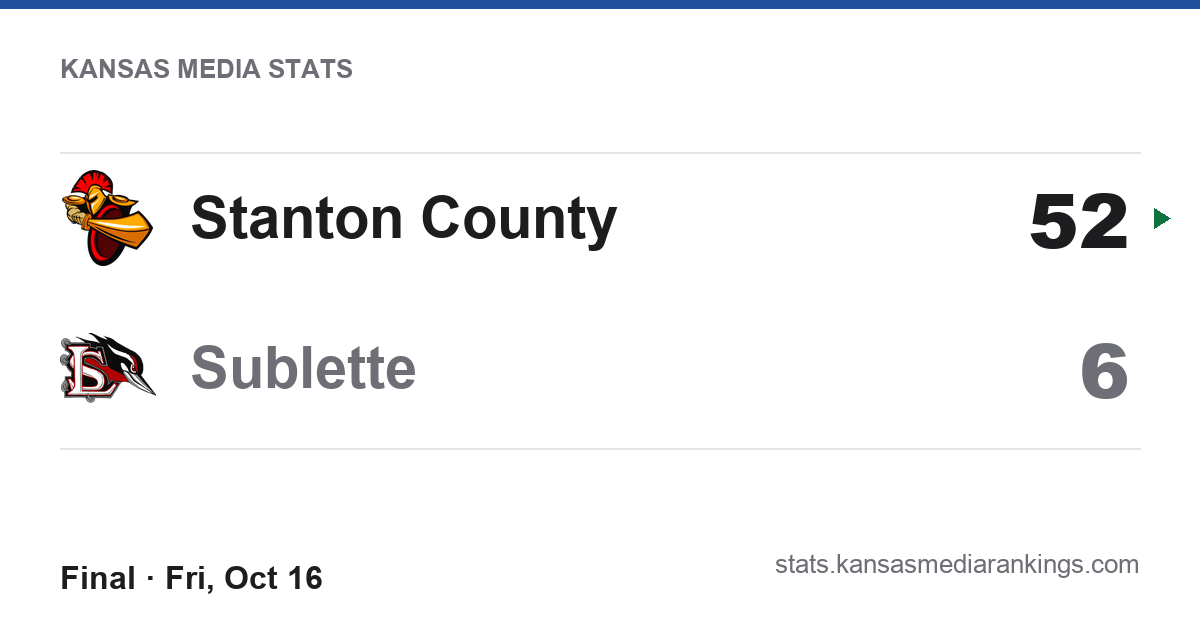 KANSAS MEDIA STATS
Stanton County 52
Sublette 6
Final · Fri, Oct 16
stats.kansasmediarankings.com